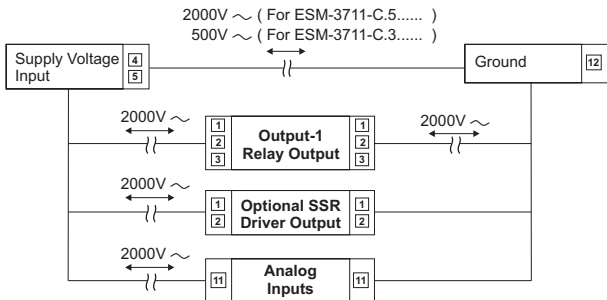 2000V ～ ( For ESM-3711-C.5...... )
500V ～ ( For ESM-3711-C.3...... )
Supply Voltage
Input
4
5
Ground
12
2000V ～
2000V ～
1
2
3
Output-1
Relay Output
1
2
3
2000V ～
1
2
Optional SSR
Driver Output
1
2
2000V ～
11
Analog
Inputs
11